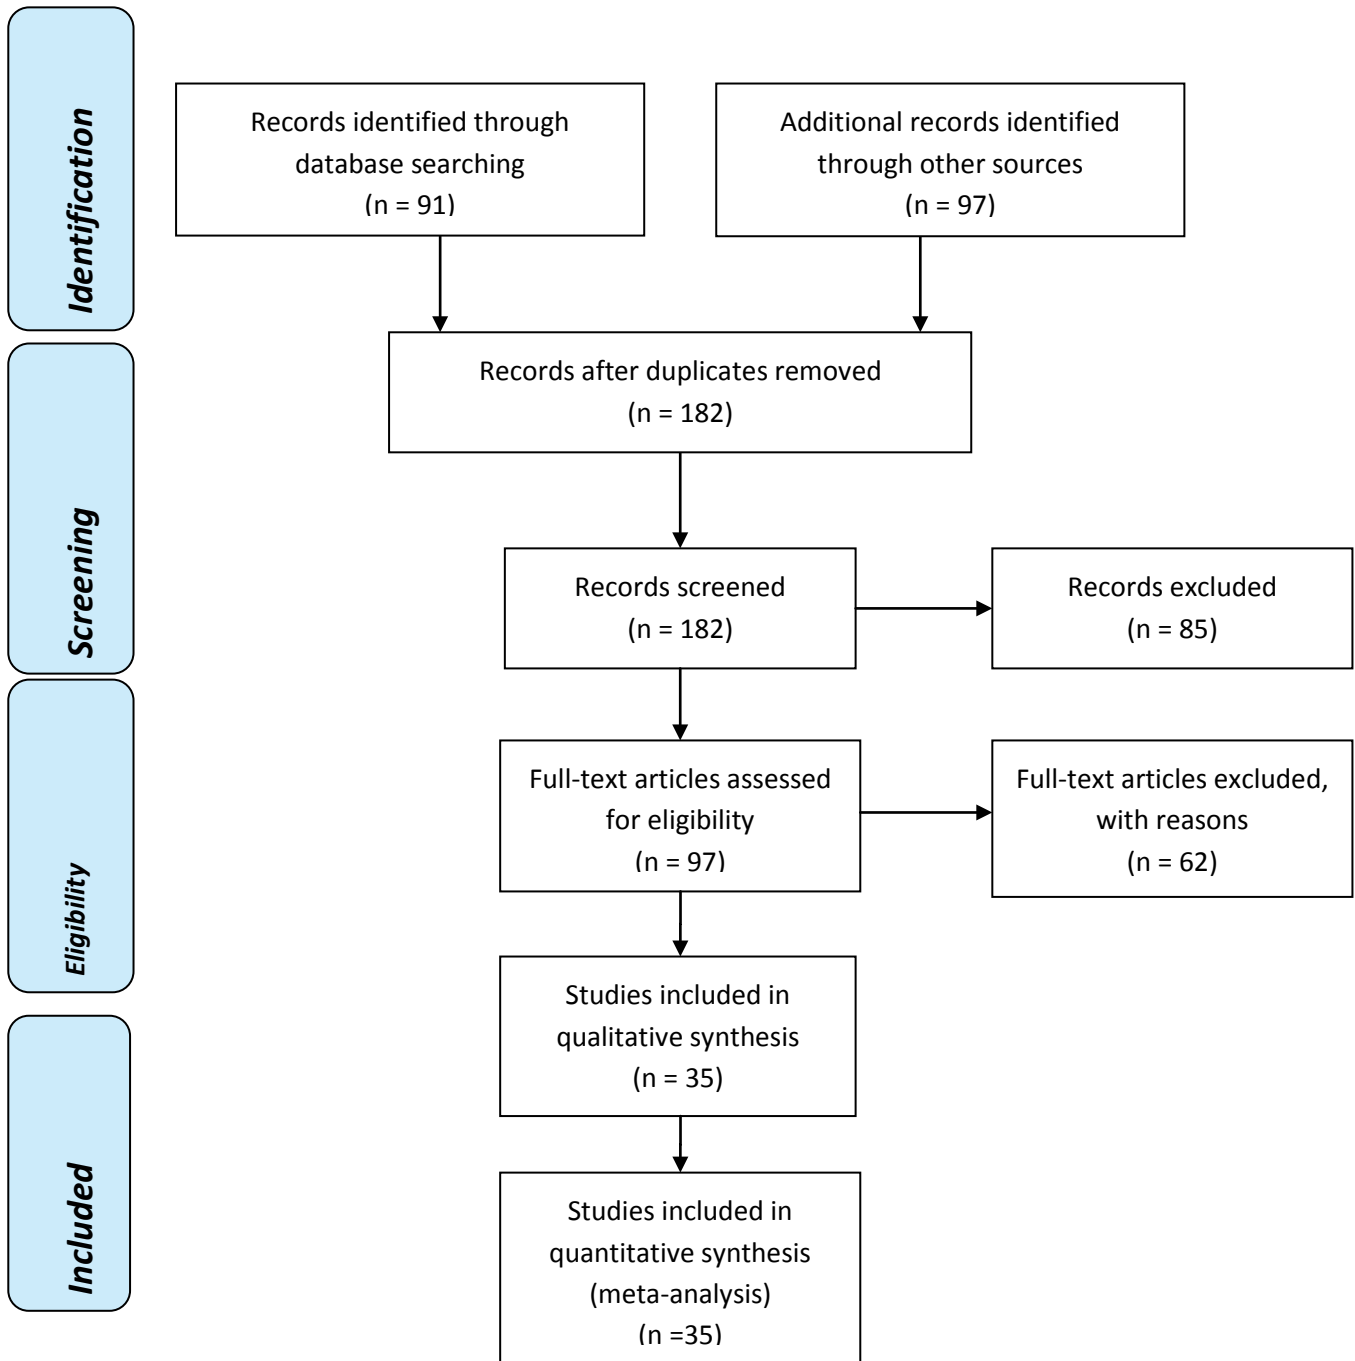 Identification
Records identified through
database searching
(n = 91)
Additional records identified
through other sources
(n = 97)
Records after duplicates removed
(n = 182)
Screening
Records screened
(n = 182)
Records excluded
(n = 85)
Eligibility
Full-text articles assessed
for eligibility
(n = 97)
Full-text articles excluded,
with reasons
(n = 62)
Studies included in
qualitative synthesis
(n = 35)
Included
Studies included in
quantitative synthesis
(meta-analysis)
(n =35)